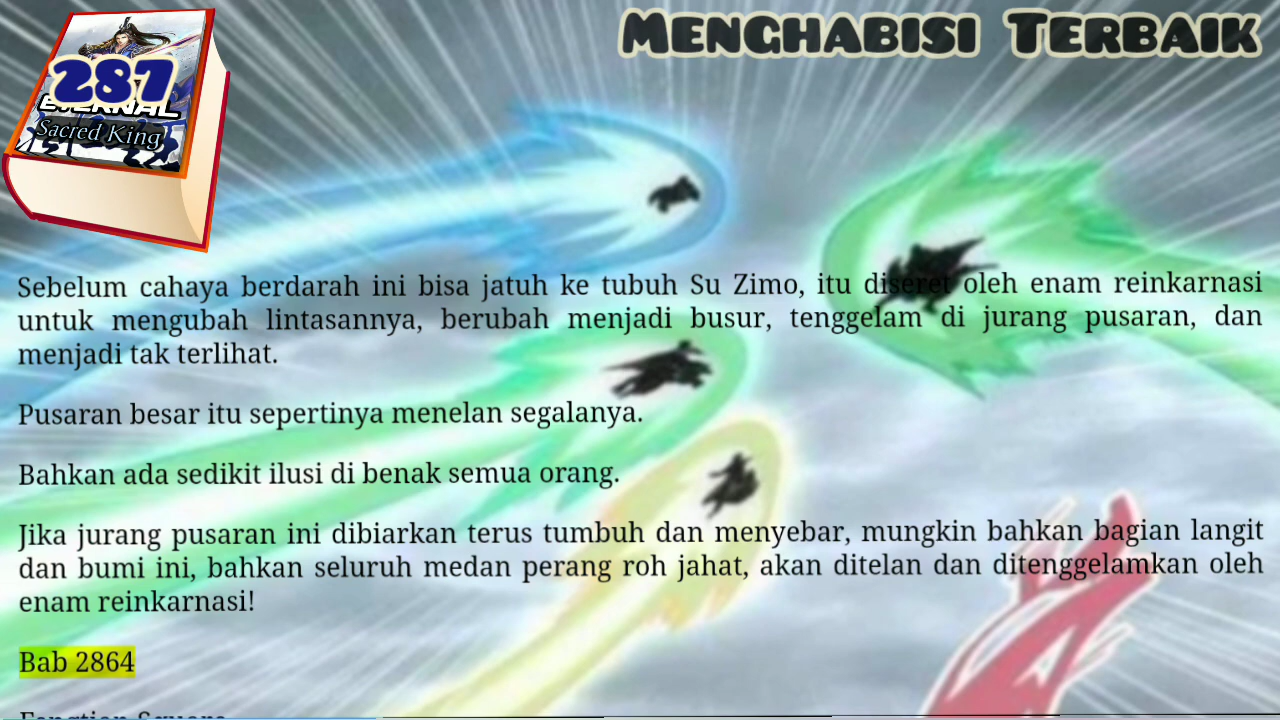 MENGHABISI TERBAIK
287
ETERNAL
Sacred King
Sebelum cahaya berdarah ini bisa jatuh ke tubuh Su Zimo, itu diseret oleh enam reinkarnasi
untuk mengubah lintasannya, berubah menjadi busur, tenggelam di jurang pusaran, dan
menjadi tak terlihat.
Pusaran besar itu sepertinya menelan segalanya.
Bahkan ada sedikit ilusi di benak semua orang.
Jika jurang pusaran ini dibiarkan terus tumbuh dan menyebar, mungkin bahkan bagian langit
dan bumi ini, bahkan seluruh medan perang roh jahat, akan ditelan dan ditenggelamkan oleh
enam reinkarnasi!
Bab 2864